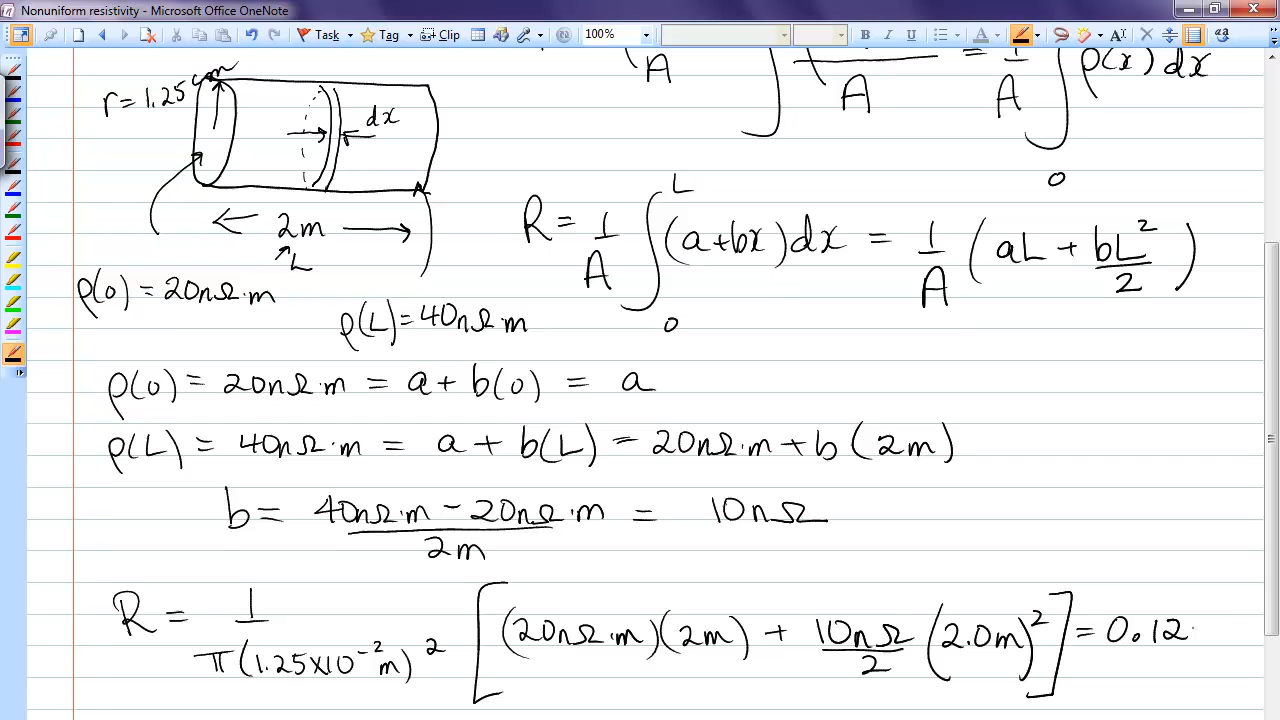 Nonuniform resistivity - Microsoft Office OneNote
Task Tag Clip 100% B I U A
r = 1.25 cm
dx
A ∫ A = 1/A ∫₀ ρ(x) dx
2m
L
R = 1/A ∫₀^L (a+bx) dx = 1/A (aL + bL²/2)
ρ(0) = 20nΩ·m
ρ(L) = 40nΩ·m
ρ(0) = 20nΩ·m = a + b(0) = a
ρ(L) = 40nΩ·m = a + b(L) = 20nΩ·m + b (2m)
b = (40nΩ·m − 20nΩ·m)/2m = 10nΩ
R = 1/π(1.25×10⁻²m)² [(20nΩ·m)(2m) + 10nΩ/2 (2.0m)²] = 0.12